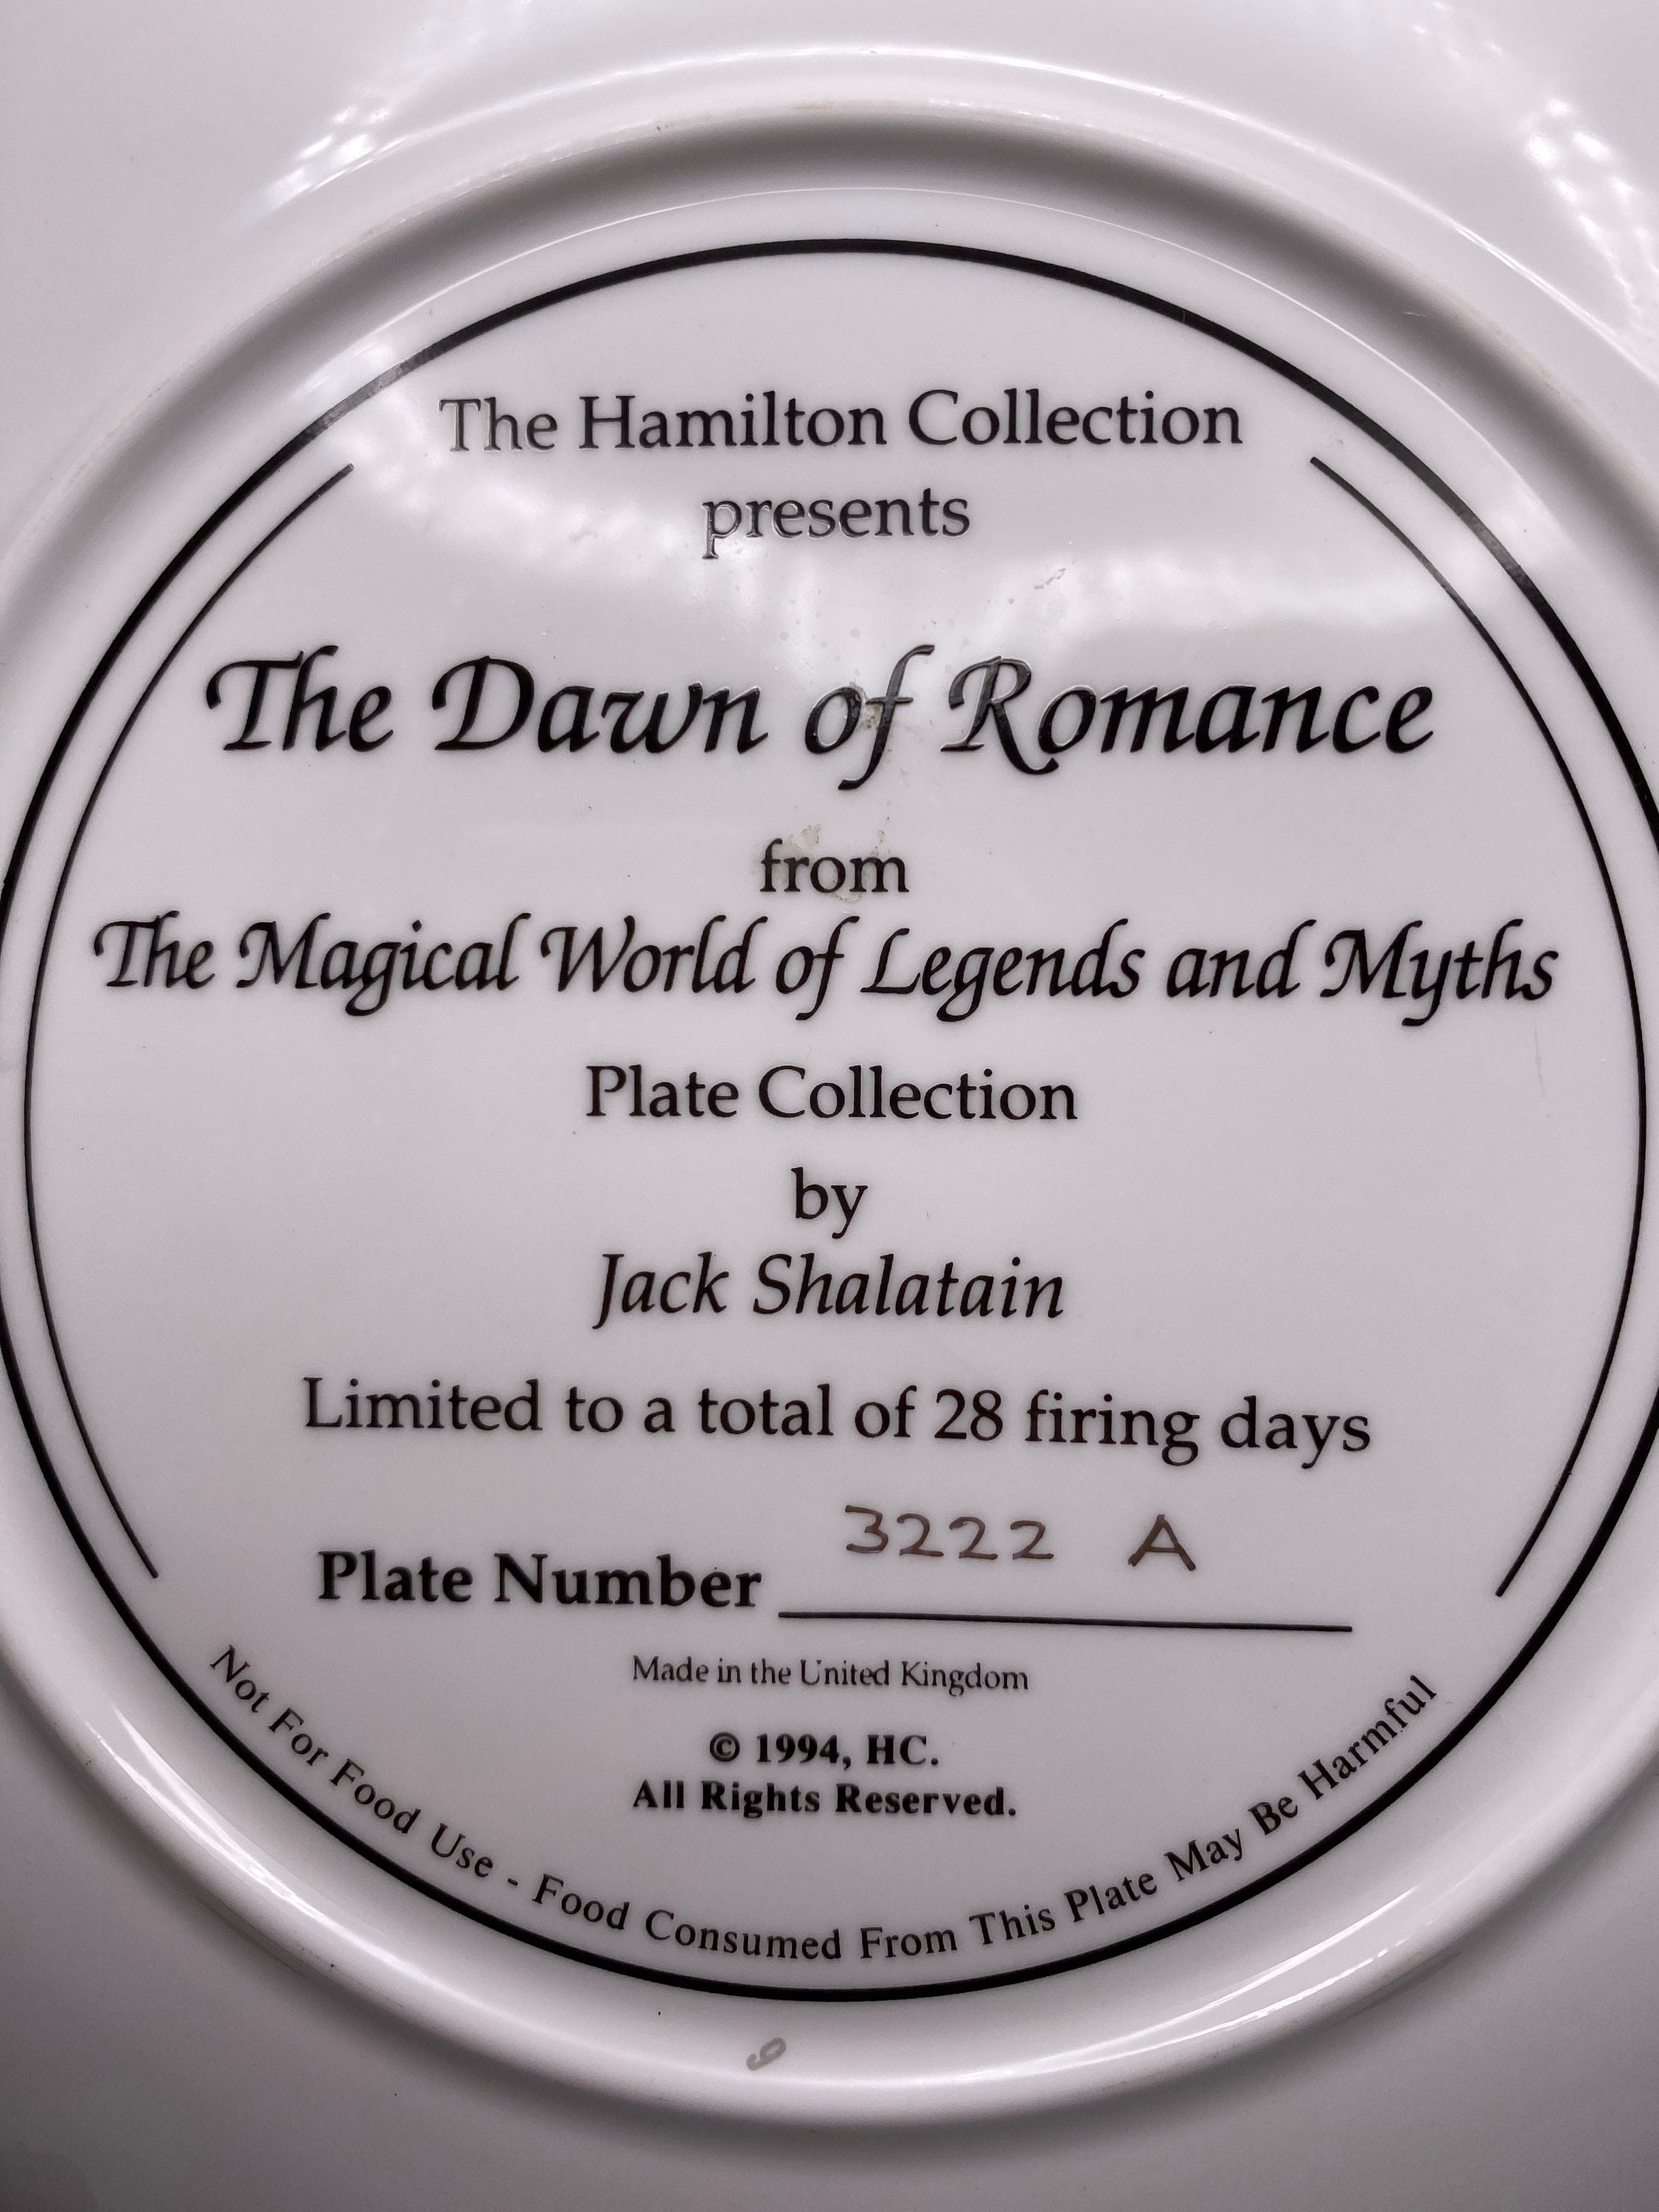 The Hamilton Collection
presents
The Dawn of Romance
from
The Magical World of Legends and Myths
Plate Collection
by
Jack Shalatain
Limited to a total of 28 firing days
3222 A
Plate Number
Made in the United Kingdom
© 1994, HC.
All Rights Reserved.
Not For Food Use - Food Consumed From This Plate May Be Harmful